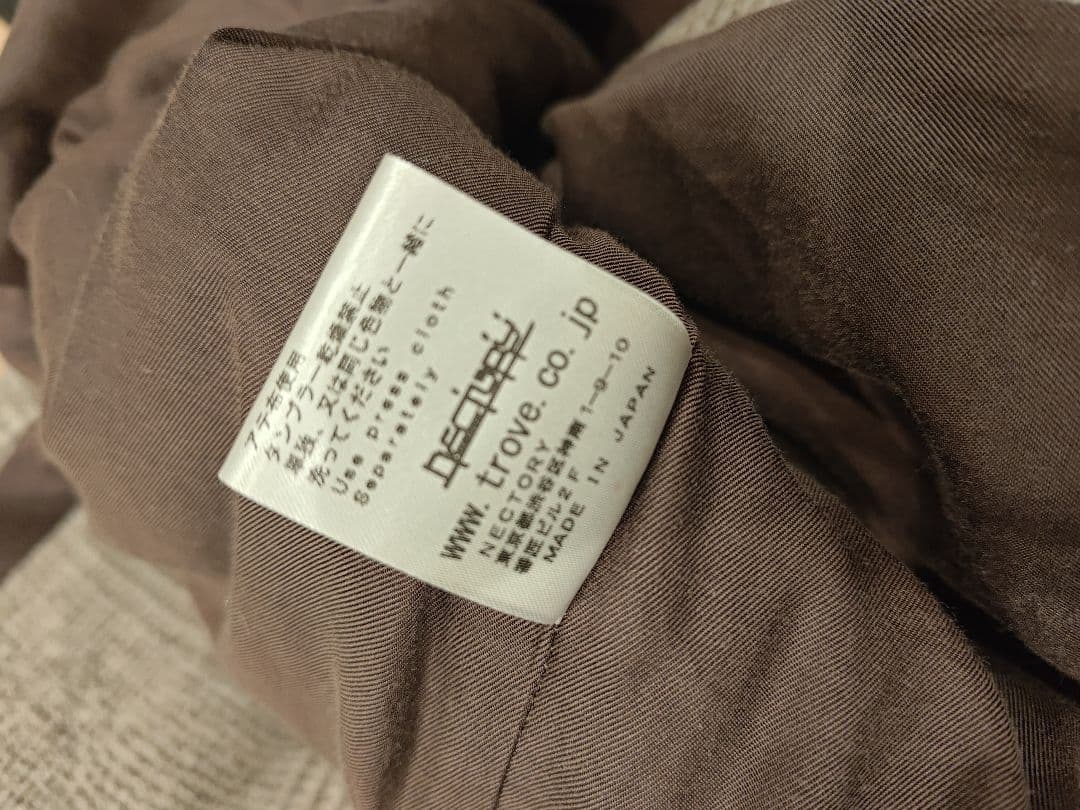 アテ布使用
タンブラー乾燥禁止
単独、又は同じ色物と一緒に
洗ってください
Use press cloth
Separately
nectory
www.trove.co.jp
NECTORY
東京都渋谷区神南1-9-10
帯匠ビル2F
MADE IN JAPAN